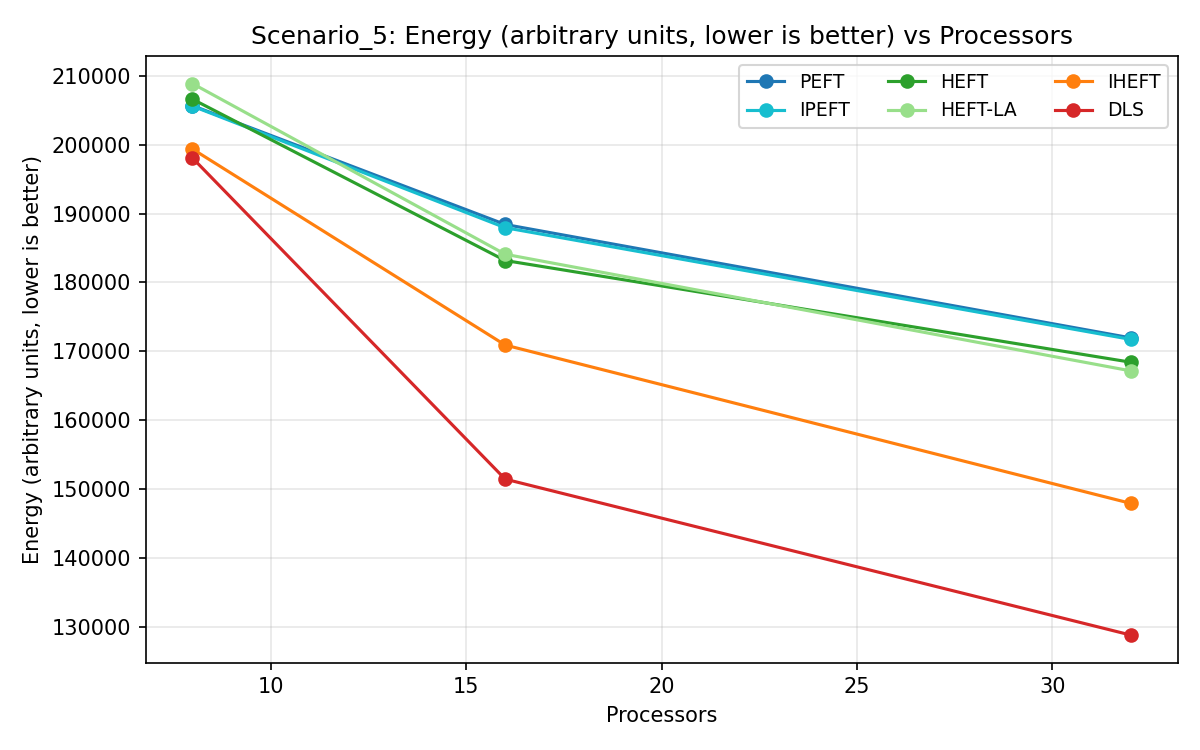 Scenario_5: Energy (arbitrary units, lower is better) vs Processors
PEFT
IPEFT
HEFT
HEFT-LA
IHEFT
DLS
Energy (arbitrary units, lower is better)
210000
200000
190000
180000
170000
160000
150000
140000
130000
10
15
20
25
30
Processors